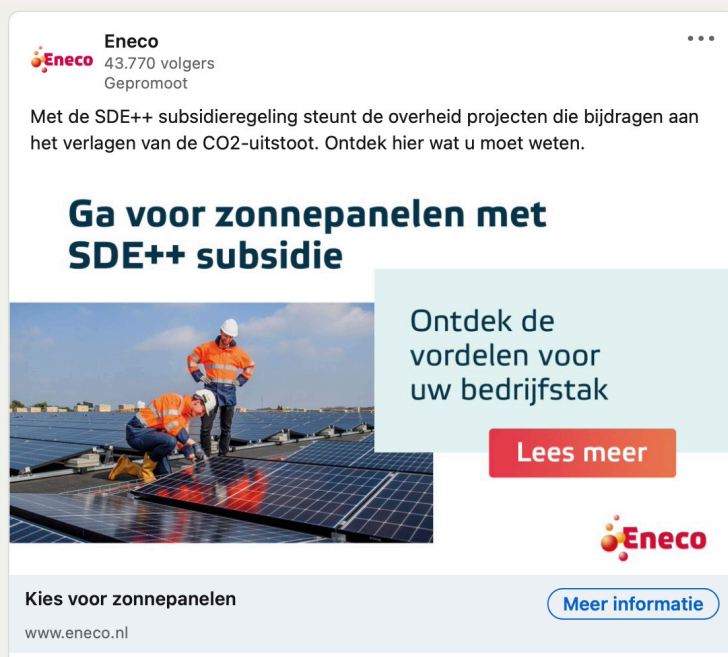 Eneco
Eneco
43.770 volgers
Gepromoot
Met de SDE++ subsidieregeling steunt de overheid projecten die bijdragen aan
het verlagen van de CO2-uitstoot. Ontdek hier wat u moet weten.
Ga voor zonnepanelen met
SDE++ subsidie
Ontdek de
vordelen voor
uw bedrijfstak
Lees meer
Eneco
Kies voor zonnepanelen
Meer informatie
www.eneco.nl